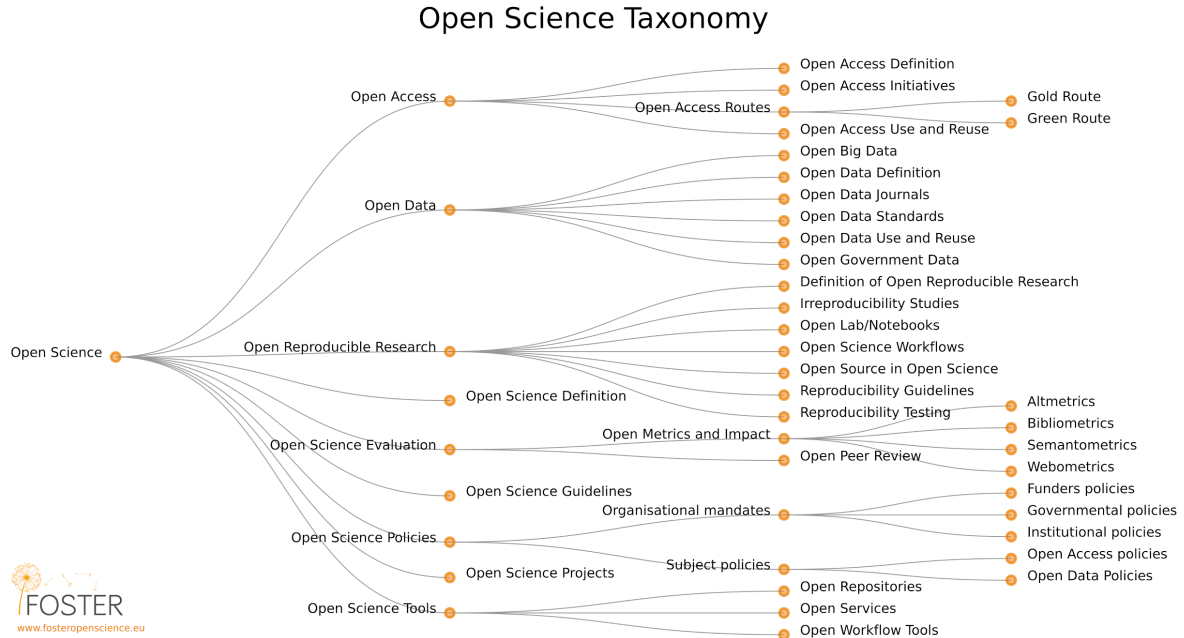 Open Science Taxonomy
Open Science
Open Access
Open Access Definition
Open Access Initiatives
Open Access Routes
Gold Route
Green Route
Open Access Use and Reuse
Open Data
Open Big Data
Open Data Definition
Open Data Journals
Open Data Standards
Open Data Use and Reuse
Open Government Data
Open Reproducible Research
Definition of Open Reproducible Research
Irreproducibility Studies
Open Lab/Notebooks
Open Science Workflows
Open Source in Open Science
Reproducibility Guidelines
Reproducibility Testing
Open Science Definition
Open Science Evaluation
Open Metrics and Impact
Altmetrics
Bibliometrics
Semantometrics
Webometrics
Open Peer Review
Open Science Guidelines
Open Science Policies
Organisational mandates
Funders policies
Governmental policies
Institutional policies
Subject policies
Open Access policies
Open Data Policies
Open Science Projects
Open Science Tools
Open Repositories
Open Services
Open Workflow Tools
FOSTER
www.fosteropenscience.eu